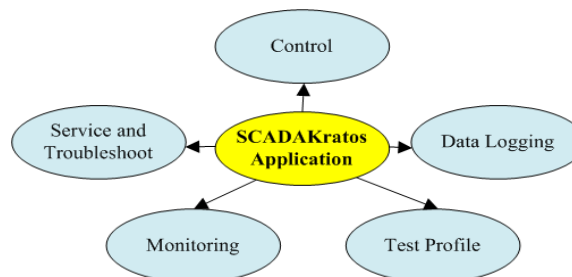 Control
Service and
Troubleshoot
SCADAKratos
Application
Data Logging
Monitoring
Test Profile